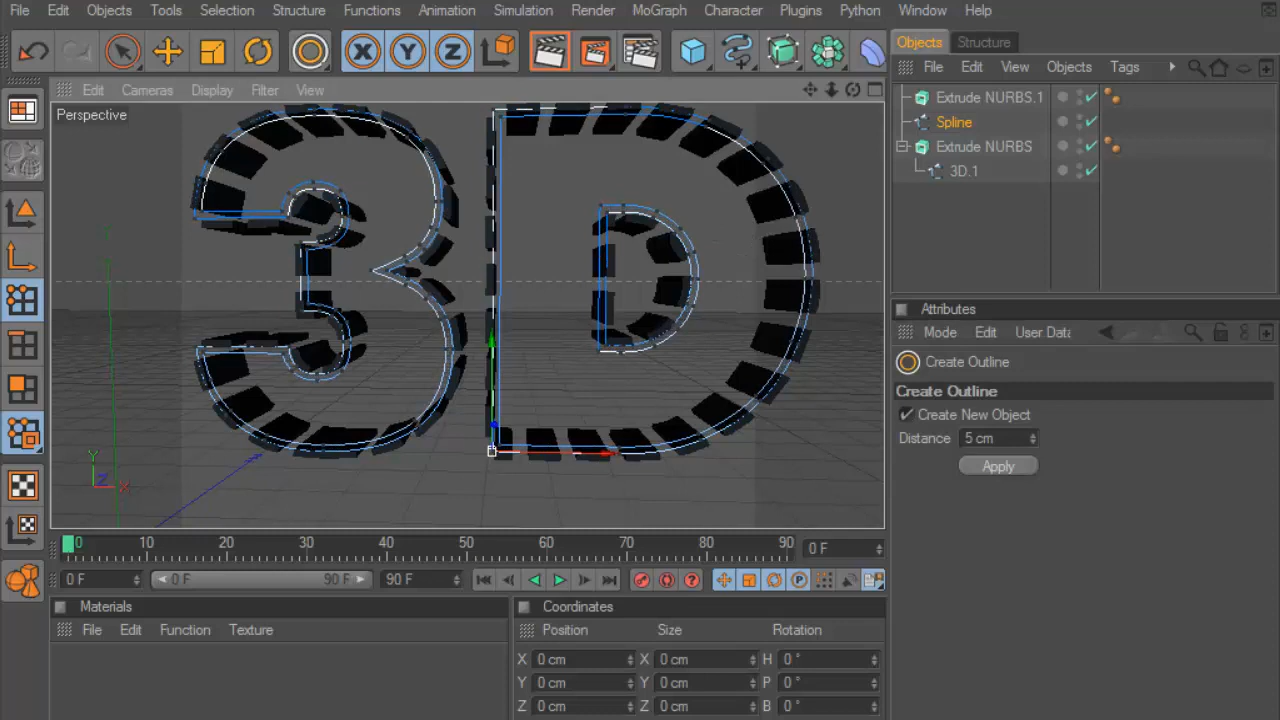 File Edit Objects Tools Selection Structure Functions Animation Simulation Render MoGraph Character Plugins Python Window Help
X Y Z
Objects Structure
File Edit View Objects Tags
Edit Cameras Display Filter View
Perspective
Extrude NURBS.1
Spline
Extrude NURBS
3D.1
3D
Attributes
Mode Edit User Data
Create Outline
Create Outline
Create New Object
Distance 5 cm
Apply
Y
Z X
0 10 20 30 40 50 60 70 80 90 0 F
0 F 0 F 90 F 90 F ? P
Materials
File Edit Function Texture
Coordinates
Position Size Rotation
X 0 cm X 0 cm H 0 °
Y 0 cm Y 0 cm P 0 °
Z 0 cm Z 0 cm B 0 °